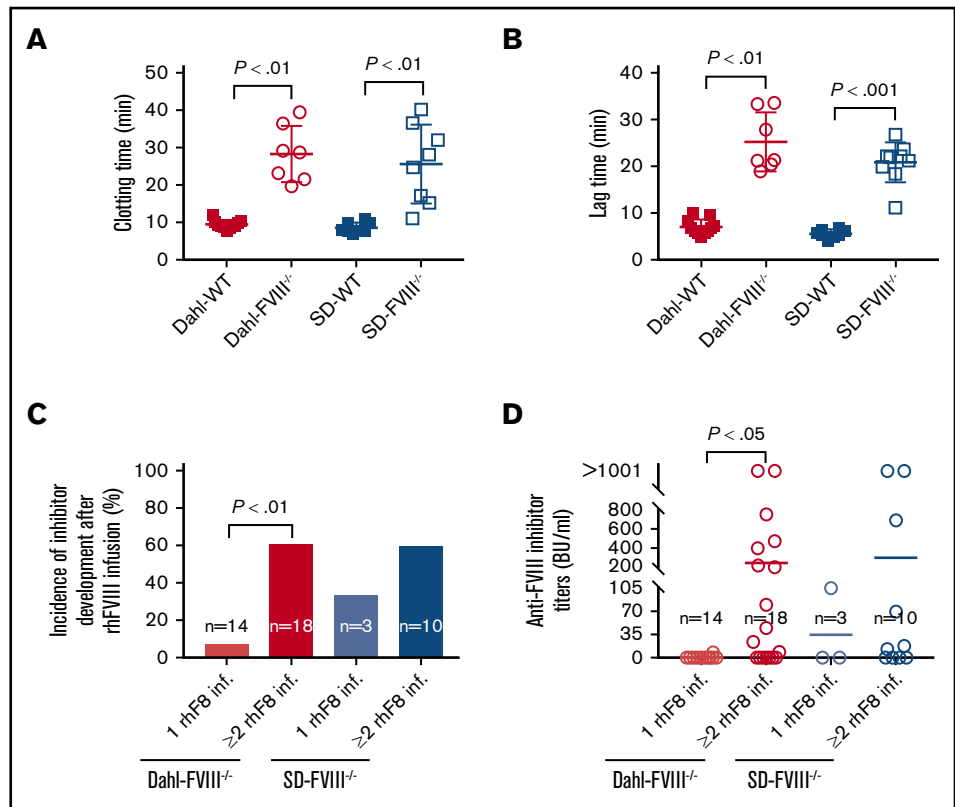 A
Clotting time (min)
50
40
30
20
10
0
P < .01
P < .01
Dahl-WT
Dahl-FVIII-/-
SD-WT
SD-FVIII-/-
B
Lag time (min)
40
30
20
10
0
P < .01
P < .001
Dahl-WT
Dahl-FVIII-/-
SD-WT
SD-FVIII-/-
C
Incidence of inhibitor
development after
rhFVIII infusion (%)
100
80
60
40
20
0
P < .01
n=14
n=18
n=3
n=10
1 rhF8 inf.
≥2 rhF8 inf.
1 rhF8 inf.
≥2 rhF8 inf.
Dahl-FVIII-/-
SD-FVIII-/-
D
Anti-FVIII inhibitor
titers (BU/ml)
>1001
800
600
400
200
105
70
35
0
P < .05
n=14
n=18
n=3
n=10
1 rhF8 inf.
≥2 rhF8 inf.
1 rhF8 inf.
≥2 rhF8 inf.
Dahl-FVIII-/-
SD-FVIII-/-